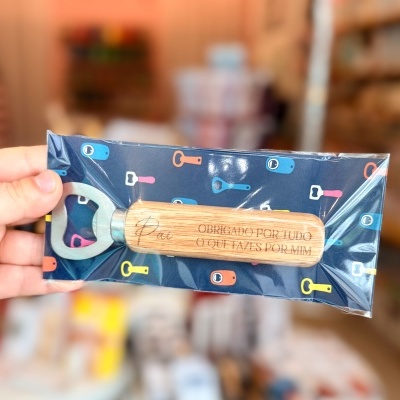 Pai
OBRIGADO POR TUDO
O QUE FAZES POR MIM